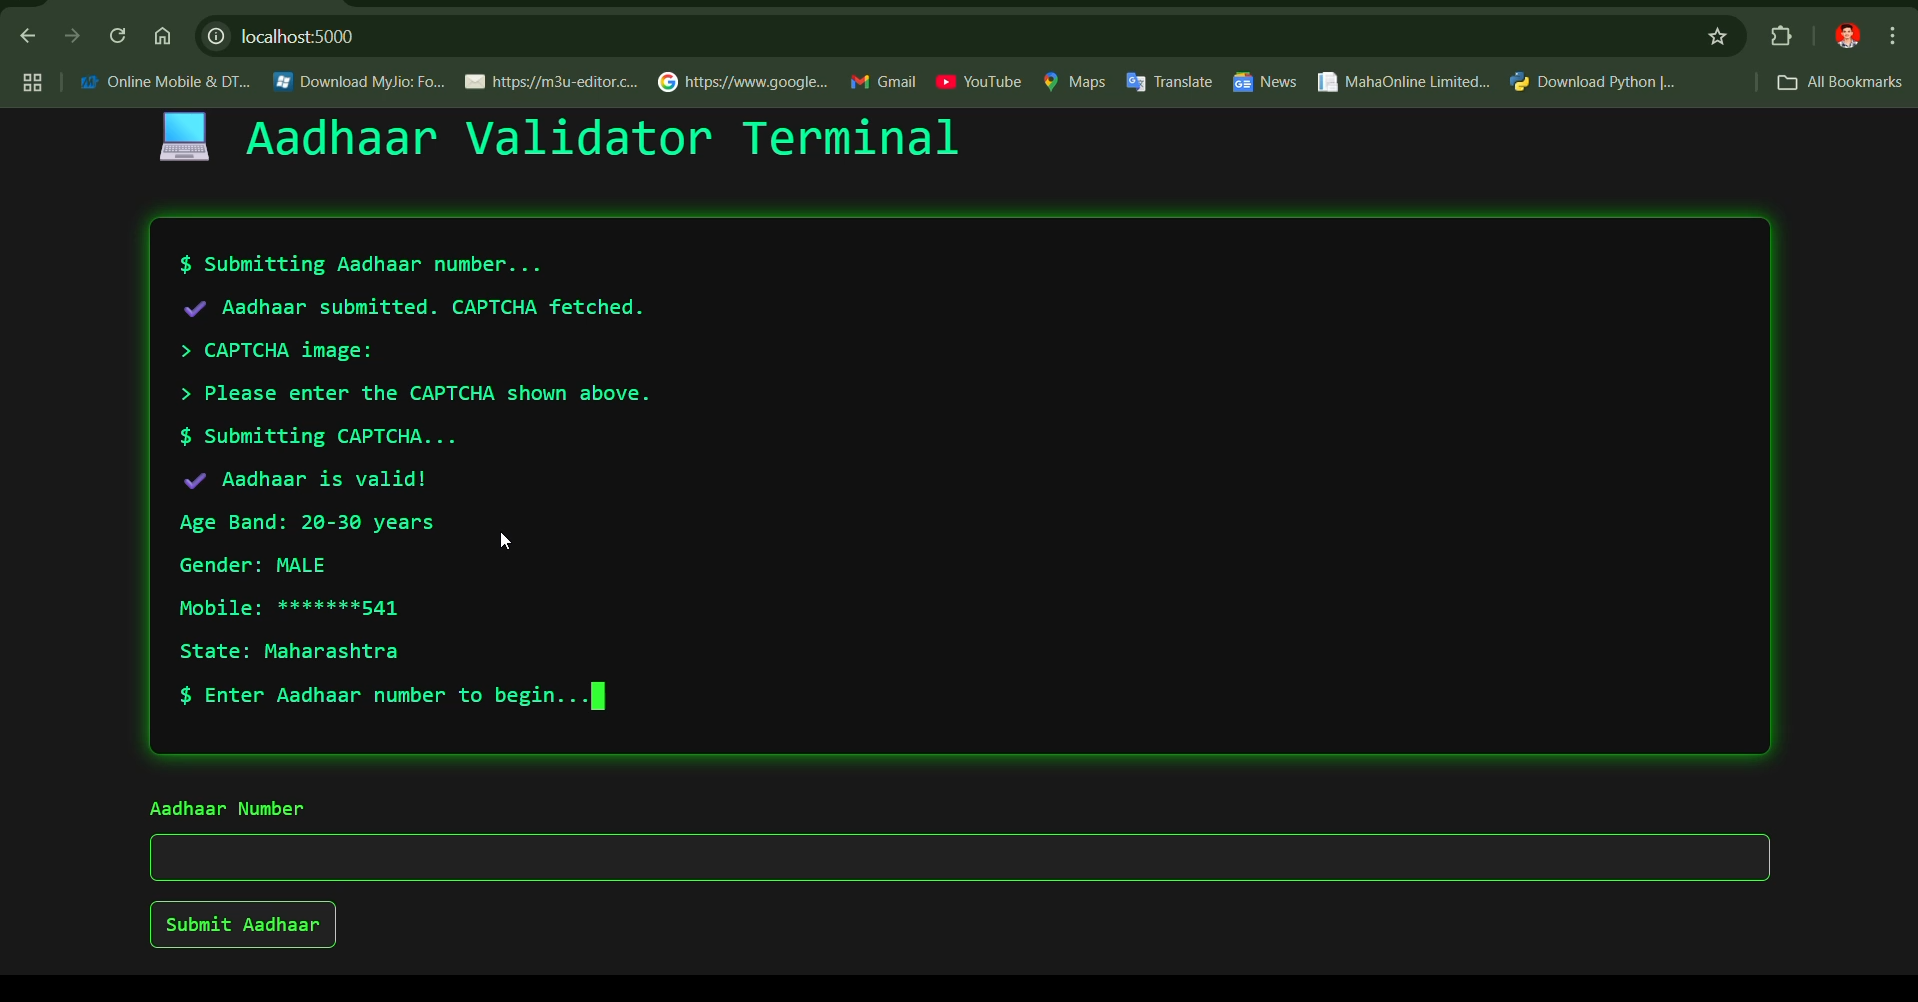 localhost:5000
Online Mobile & DT... Download MyJio: Fo... https://m3u-editor.c... https://www.google... Gmail YouTube Maps Translate News MahaOnline Limited... Download Python |... All Bookmarks
Aadhaar Validator Terminal
$ Submitting Aadhaar number...
✔ Aadhaar submitted. CAPTCHA fetched.
> CAPTCHA image:
> Please enter the CAPTCHA shown above.
$ Submitting CAPTCHA...
✔ Aadhaar is valid!
Age Band: 20-30 years
Gender: MALE
Mobile: *******541
State: Maharashtra
$ Enter Aadhaar number to begin...
Aadhaar Number
Submit Aadhaar